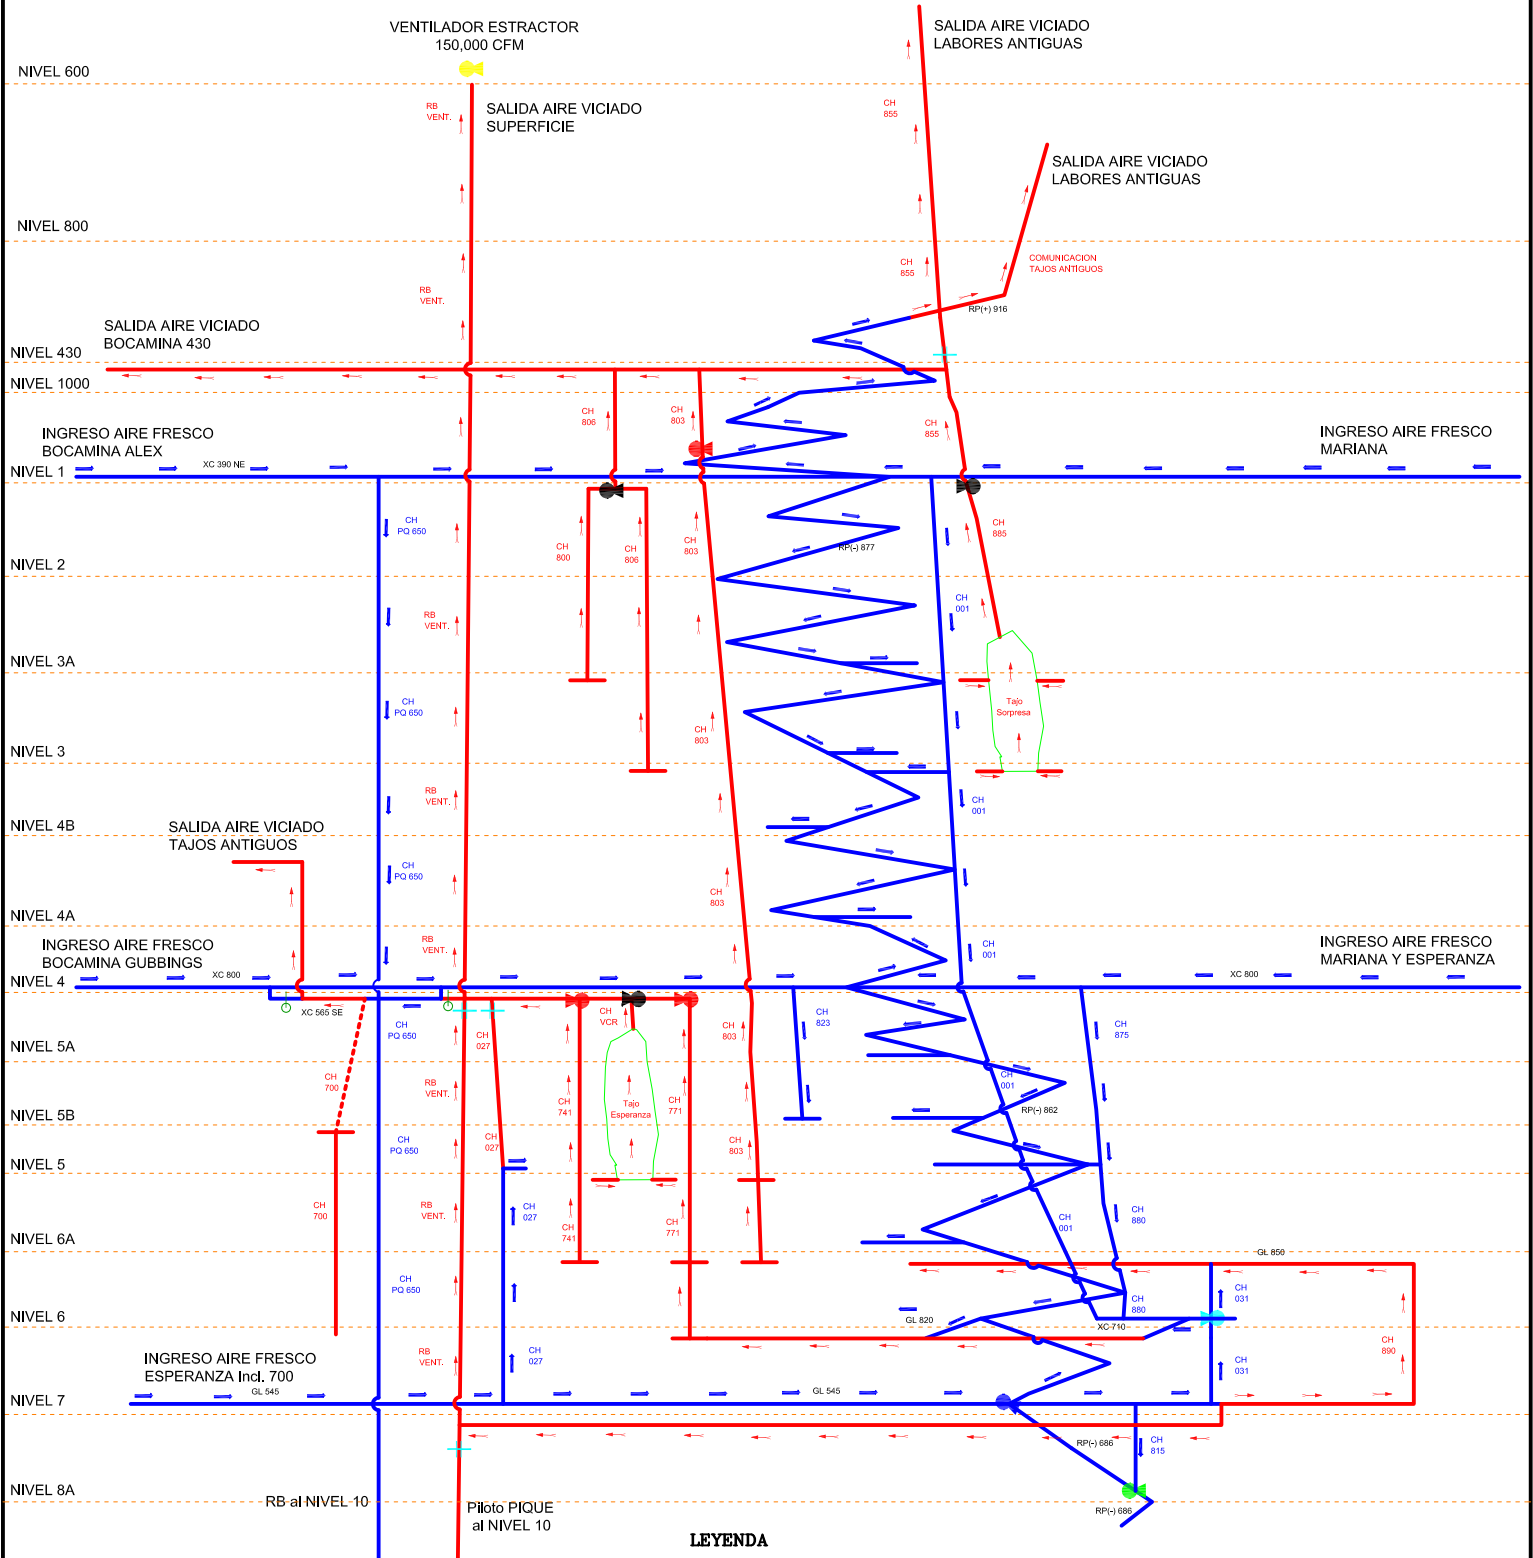 VENTILADOR ESTRACTOR
150,000 CFM
SALIDA AIRE VICIADO
LABORES ANTIGUAS
NIVEL 600
RB
VENT.
SALIDA AIRE VICIADO
SUPERFICIE
CH
855
SALIDA AIRE VICIADO
LABORES ANTIGUAS
NIVEL 800
CH
855
COMUNICACION
TAJOS ANTIGUOS
RB
VENT.
RP(+) 916
SALIDA AIRE VICIADO
BOCAMINA 430
NIVEL 430
NIVEL 1000
CH
806
CH
803
CH
855
INGRESO AIRE FRESCO
BOCAMINA ALEX
INGRESO AIRE FRESCO
MARIANA
XC 390 NE
NIVEL 1
CH
PQ 650
CH
800
CH
806
CH
803
RP(-) 877
CH
885
NIVEL 2
CH
001
RB
VENT.
NIVEL 3A
CH
PQ 650
Tajo
Sorpresa
CH
803
NIVEL 3
RB
VENT.
CH
001
NIVEL 4B
SALIDA AIRE VICIADO
TAJOS ANTIGUOS
CH
PQ 650
CH
803
NIVEL 4A
INGRESO AIRE FRESCO
BOCAMINA GUBBINGS
RB
VENT.
CH
001
INGRESO AIRE FRESCO
MARIANA Y ESPERANZA
XC 800
XC 800
NIVEL 4
XC 565 SE
CH
PQ 650
CH
027
CH
VCR
CH
803
CH
823
CH
875
NIVEL 5A
CH
700
RB
VENT.
CH
741
Tajo
Esperanza
CH
771
CH
001
RP(-) 862
NIVEL 5B
CH
PQ 650
CH
027
CH
803
NIVEL 5
CH
700
RB
VENT.
CH
027
CH
741
CH
771
CH
001
CH
880
NIVEL 6A
GL 850
CH
PQ 650
CH
880
CH
031
NIVEL 6
GL 820
XC 710
RB
VENT.
CH
027
CH
890
INGRESO AIRE FRESCO
ESPERANZA Incl. 700
CH
031
GL 545
GL 545
NIVEL 7
RP(-) 686
CH
815
NIVEL 8A
RB al NIVEL 10
Piloto PIQUE
al NIVEL 10
RP(-) 686
LEYENDA